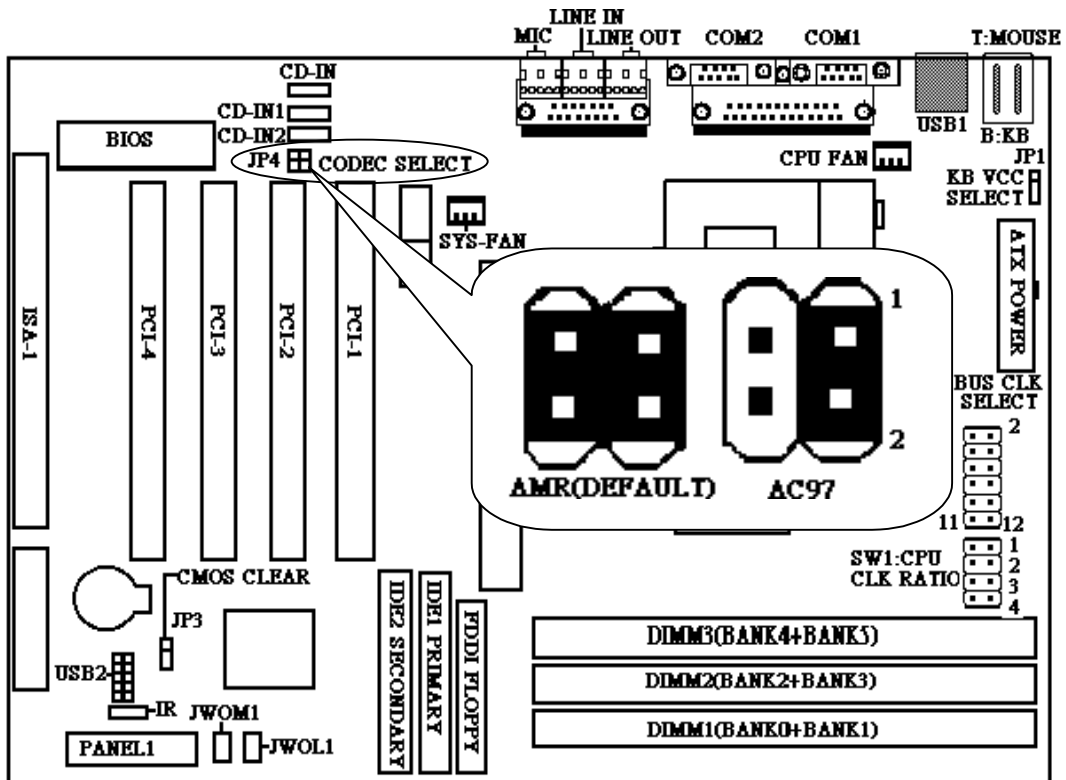 LINE IN
MIC
LINE OUT
COM2
COM1
T:MOUSE
CD-IN
CD-IN1
CD-IN2
BIOS
JP4
CODEC SELECT
CPU FAN
USB1
B:KB
JP1
KB VCC
SELECT
SYS-FAN
ATX POWER
ISA-1
PCI-4
PCI-3
PCI-2
PCI-1
1
2
AMR(DEFAULT)
AC97
BUS CLK
SELECT
2
11
12
SW1:CPU
CLK RATIO
1
2
3
4
CMOS CLEAR
JP3
USB2
IR
JWOM1
PANEL1
JWOL1
IDE2 SECONDARY
IDE1 PRIMARY
FDD1 FLOPPY
DIMM3(BANK4+BANK5)
DIMM2(BANK2+BANK3)
DIMM1(BANK0+BANK1)